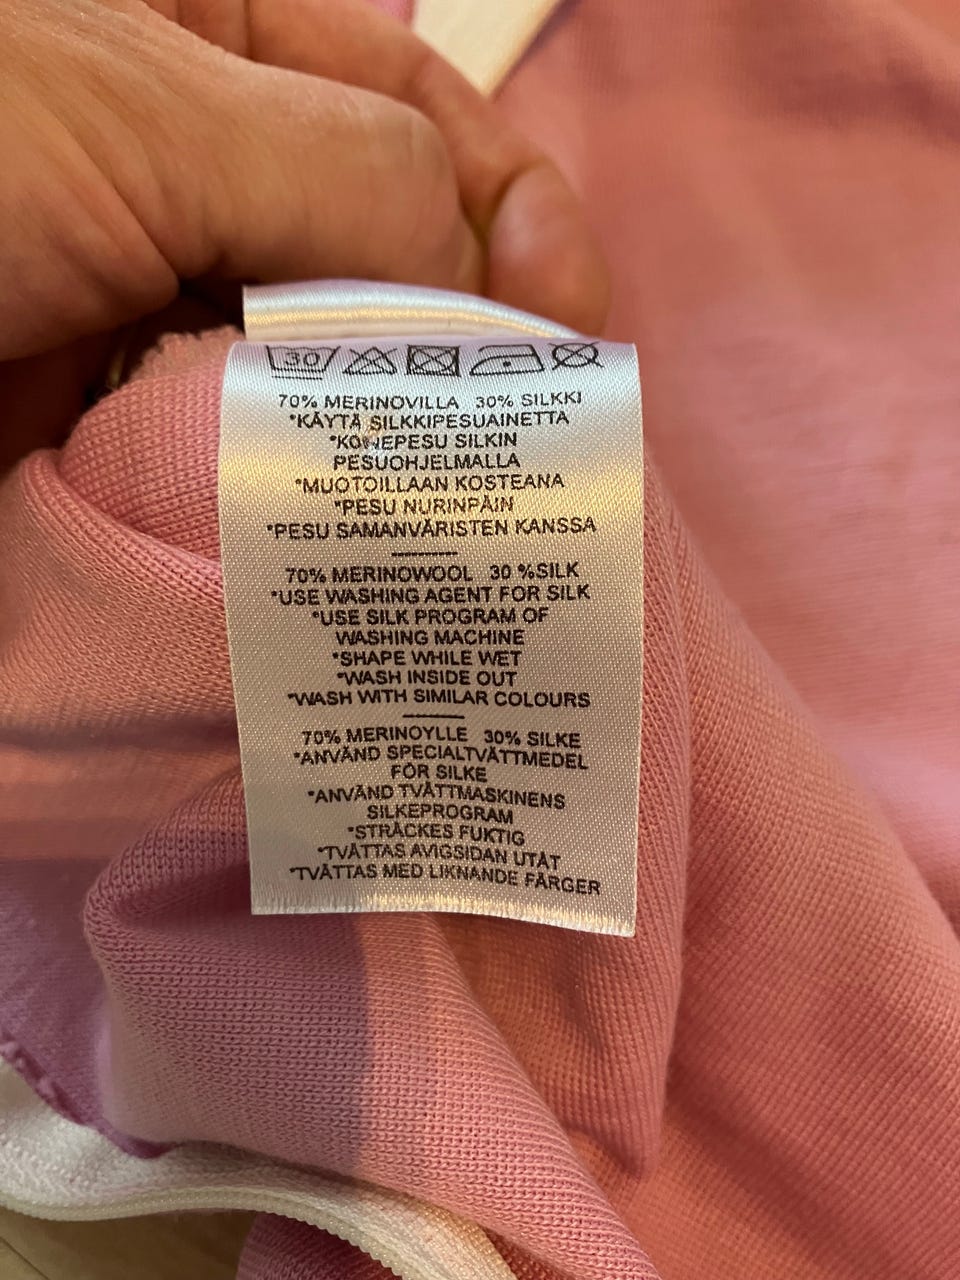 30
70% MERINOVILLA 30% SILKKI
*KÄYTÄ SILKKIPESUAINETTA
*KONEPESU SILKIN
PESUOHJELMALLA
*MUOTOILLAAN KOSTEANA
*PESU NURINPÄIN
*PESU SAMANVÄRISTEN KANSSA
70% MERINOWOOL 30 %SILK
*USE WASHING AGENT FOR SILK
*USE SILK PROGRAM OF
WASHING MACHINE
*SHAPE WHILE WET
*WASH INSIDE OUT
*WASH WITH SIMILAR COLOURS
70% MERINOYLLE 30% SILKE
*ANVÄND SPECIALTVÄTTMEDEL
FÖR SILKE
*ANVÄND TVÄTTMASKINENS
SILKEPROGRAM
*STRÄCKES FUKTIG
*TVÄTTAS AVIGSIDAN UTÅT
*TVÄTTAS MED LIKNANDE FÄRGER